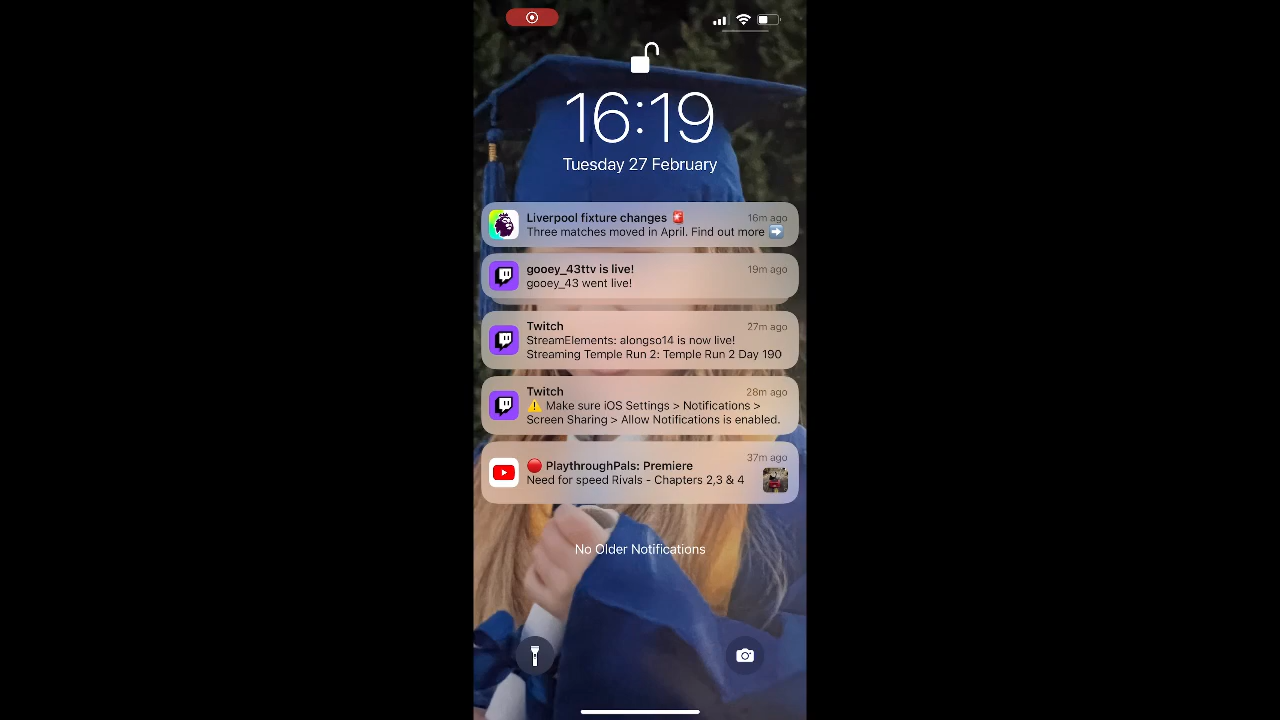 16:19
Tuesday 27 February
Liverpool fixture changes 🚨 16m ago
Three matches moved in April. Find out more ➡️
gooey_43ttv is live! 19m ago
gooey_43 went live!
Twitch 27m ago
StreamElements: alongso14 is now live!
Streaming Temple Run 2: Temple Run 2 Day 190
Twitch 28m ago
⚠️ Make sure iOS Settings > Notifications >
Screen Sharing > Allow Notifications is enabled.
37m ago
🔴 PlaythroughPals: Premiere
Need for speed Rivals - Chapters 2,3 & 4
No Older Notifications